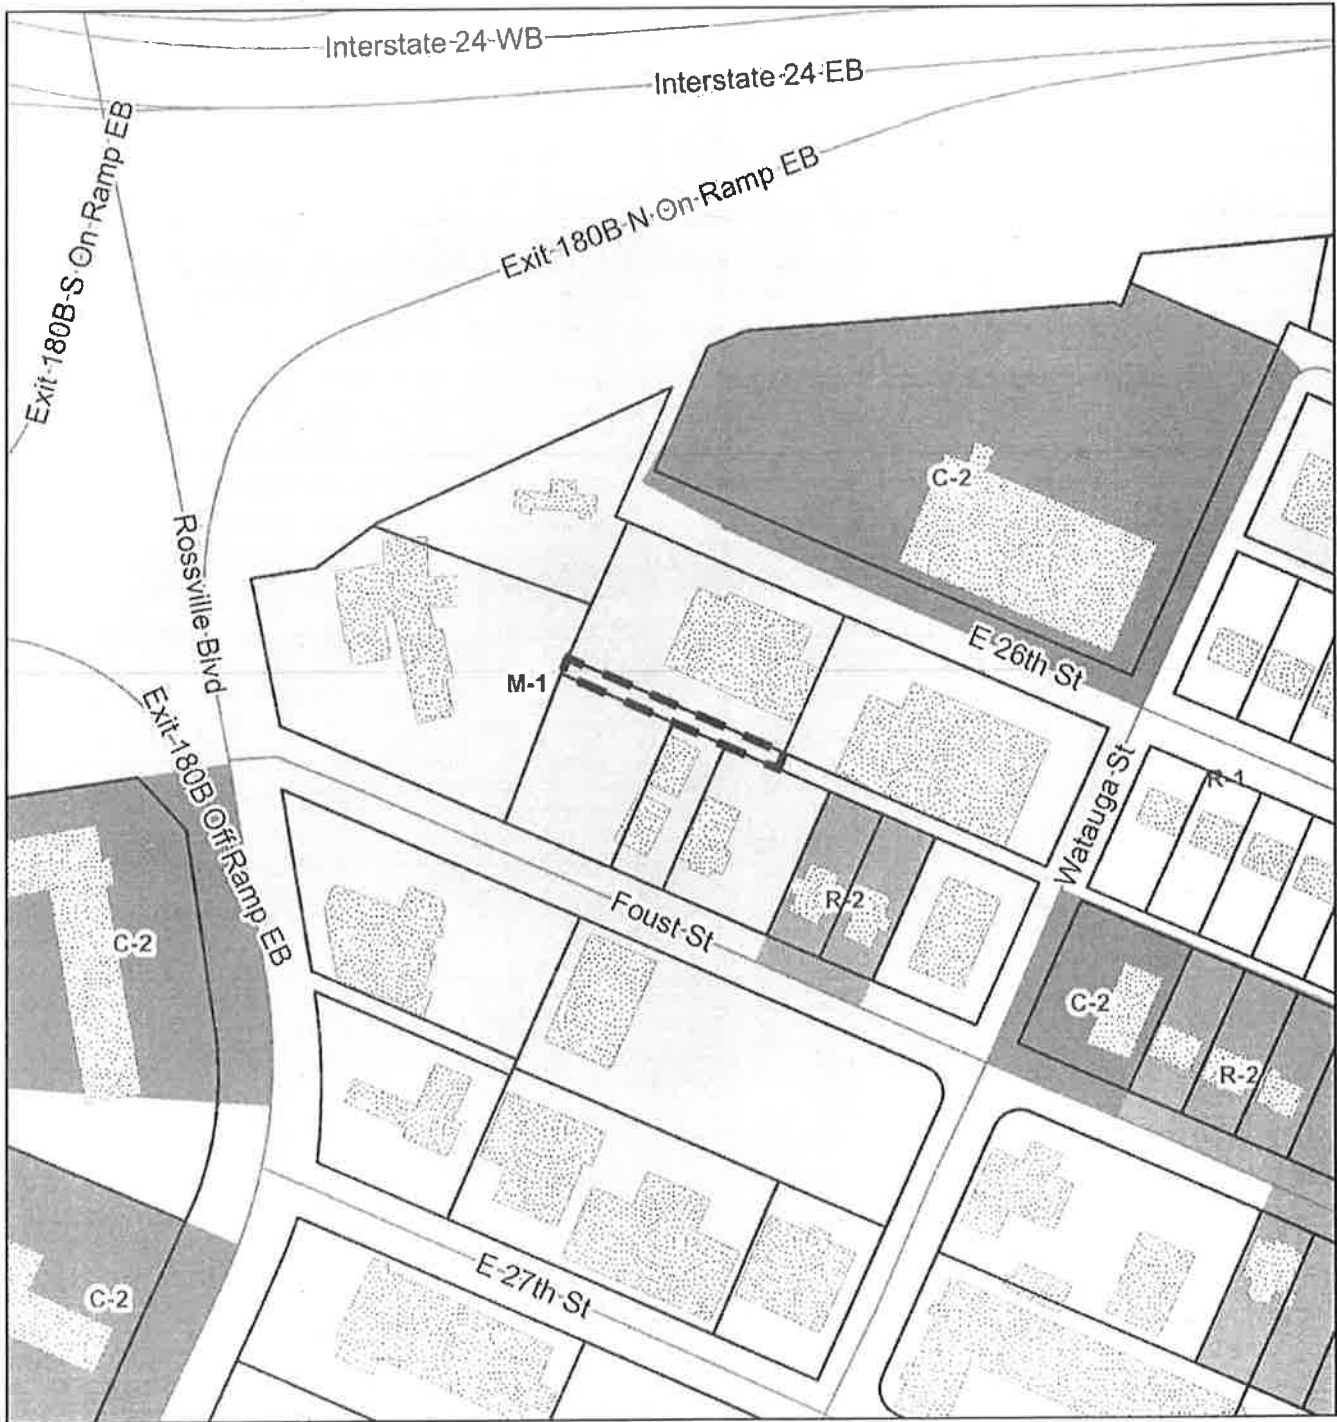 Interstate 24 WB
Interstate 24 EB
Exit 180B S On Ramp EB
Exit 180B N On Ramp EB
C-2
Rossville Blvd
E 26th St
M-1
Exit 180B Off Ramp EB
Watauga St
R-1
R-2
Foust St
C-2
C-2
R-2
E 27th St
C-2